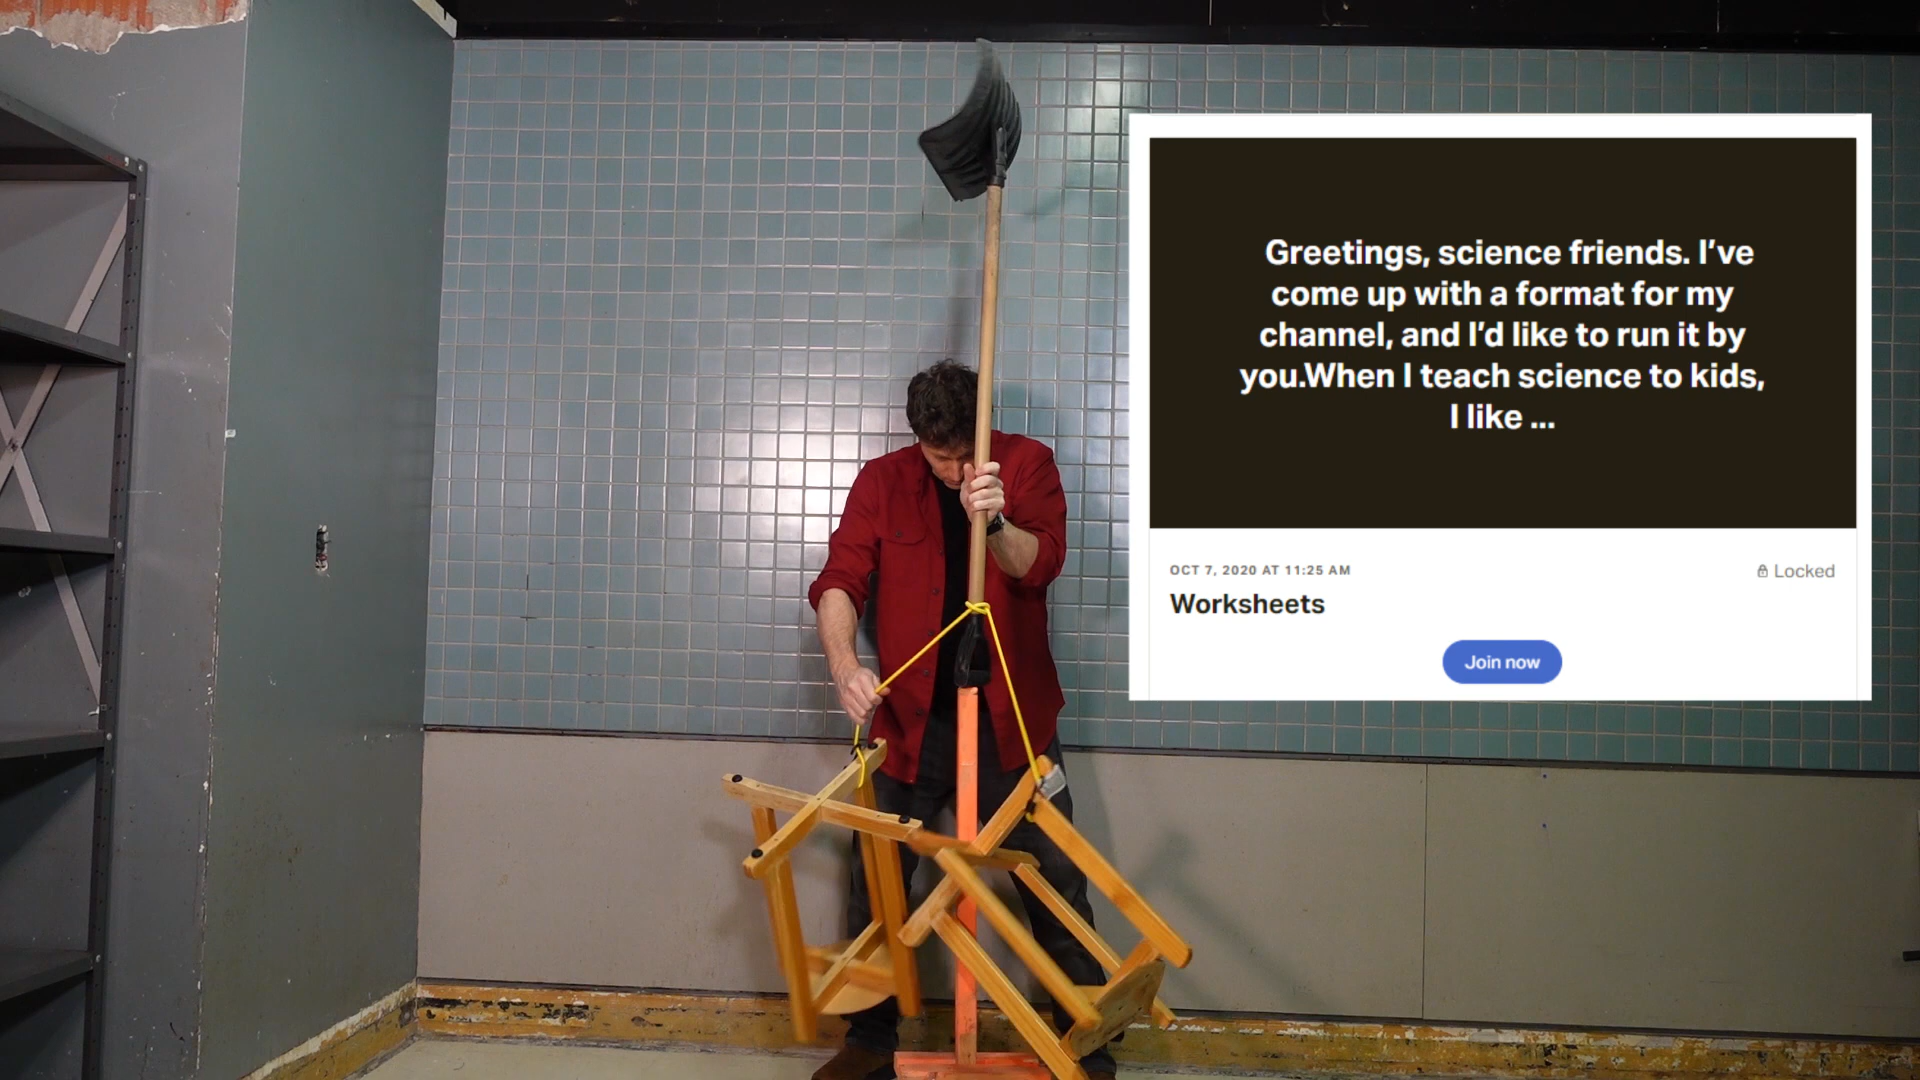 Greetings, science friends. I've
come up with a format for my
channel, and I'd like to run it by
you.When I teach science to kids,
I like ...
OCT 7, 2020 AT 11:25 AM
Locked
Worksheets
Join now